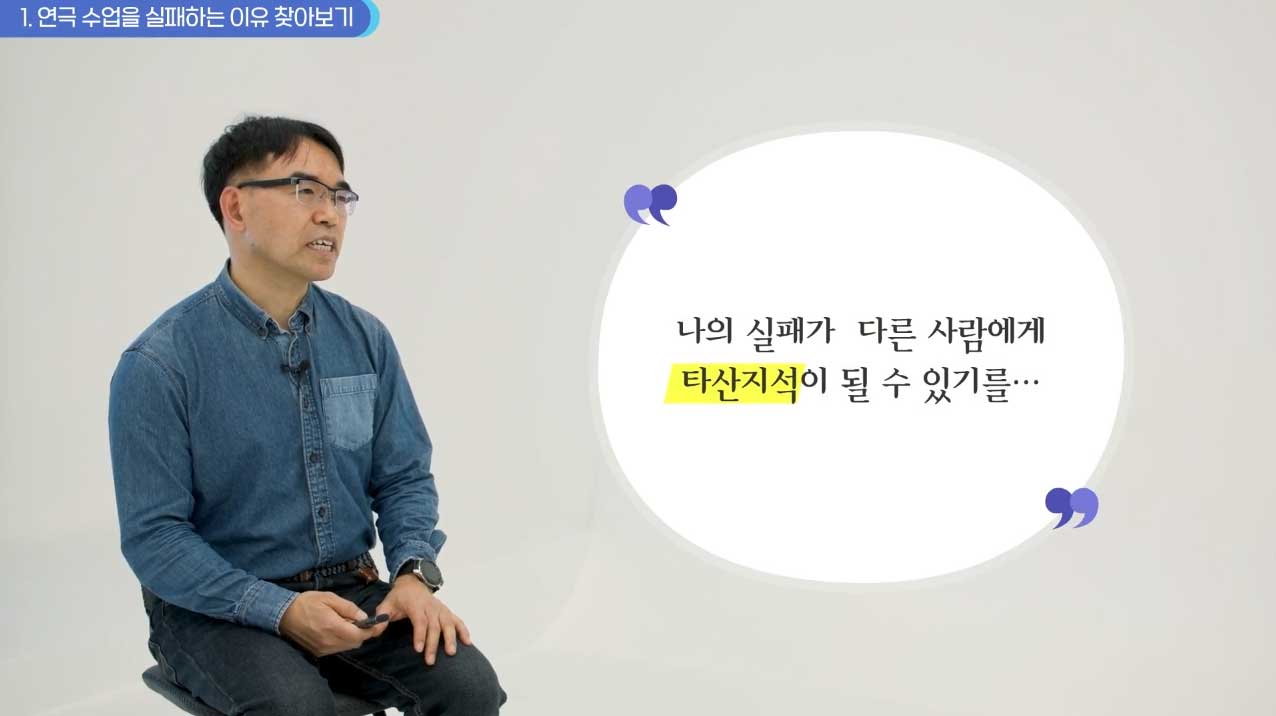 1. 연극 수업을 실패하는 이유 찾아보기
나의 실패가 다른 사람에게
타산지석이 될 수 있기를…